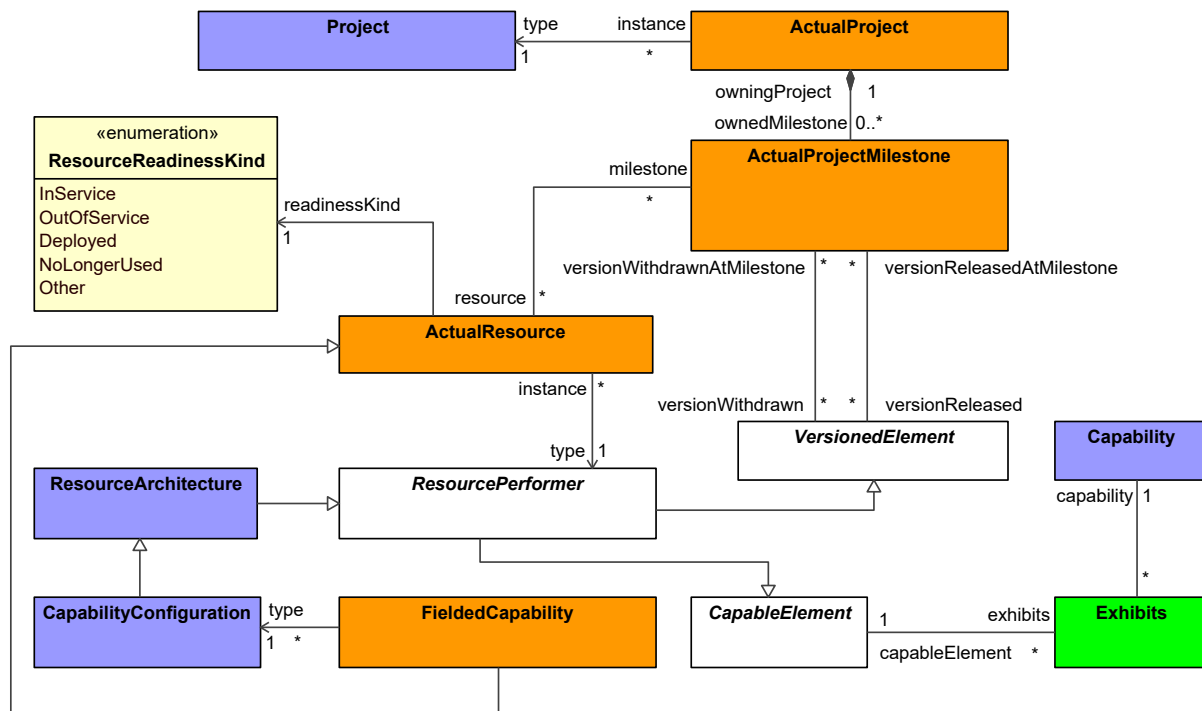 Project
type
1
instance
*
ActualProject
owningProject
1
ownedMilestone
0..*
ActualProjectMilestone
«enumeration»
ResourceReadinessKind
InService
OutOfService
Deployed
NoLongerUsed
Other
readinessKind
1
milestone
*
resource
*
versionWithdrawnAtMilestone
*
*
versionReleasedAtMilestone
ActualResource
instance
*
type
1
versionWithdrawn
*
*
versionReleased
VersionedElement
Capability
capability
1
*
ResourceArchitecture
ResourcePerformer
CapabilityConfiguration
type
1
*
FieldedCapability
CapableElement
1
capableElement
exhibits
*
Exhibits